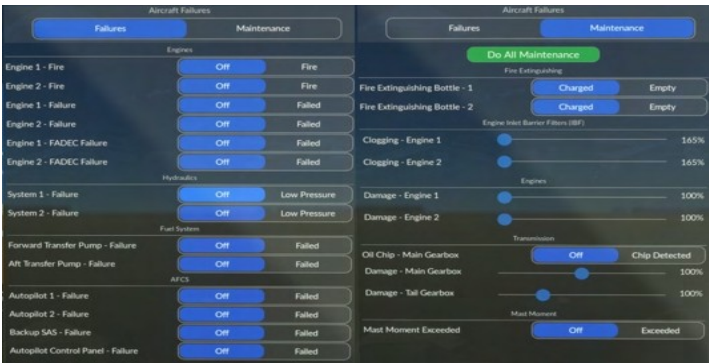 Aircraft Failures
Failures Maintenance
Engines
Engine 1 - Fire Off Fire
Engine 2 - Fire Off Fire
Engine 1 - Failure Off Failed
Engine 2 - Failure Off Failed
Engine 1 - FADEC Failure Off Failed
Engine 2 - FADEC Failure Off Failed
Hydraulics
System 1 - Failure Off Low Pressure
System 2 - Failure Off Low Pressure
Fuel System
Forward Transfer Pump - Failure Off Failed
Aft Transfer Pump - Failure Off Failed
AFCS
Autopilot 1 - Failure Off Failed
Autopilot 2 - Failure Off Failed
Backup SAS - Failure Off Failed
Autopilot Control Panel - Failure Off Failed
Aircraft Failures
Failures Maintenance
Do All Maintenance
Fire Extinguishing
Fire Extinguishing Bottle - 1 Charged Empty
Fire Extinguishing Bottle - 2 Charged Empty
Engine Inlet Barrier Filters (IBF)
Clogging - Engine 1 165%
Clogging - Engine 2 165%
Engines
Damage - Engine 1 100%
Damage - Engine 2 100%
Transmission
Oil Chip - Main Gearbox Off Chip Detected
Damage - Main Gearbox 100%
Damage - Tail Gearbox 100%
Mast Moment
Mast Moment Exceeded Off Exceeded